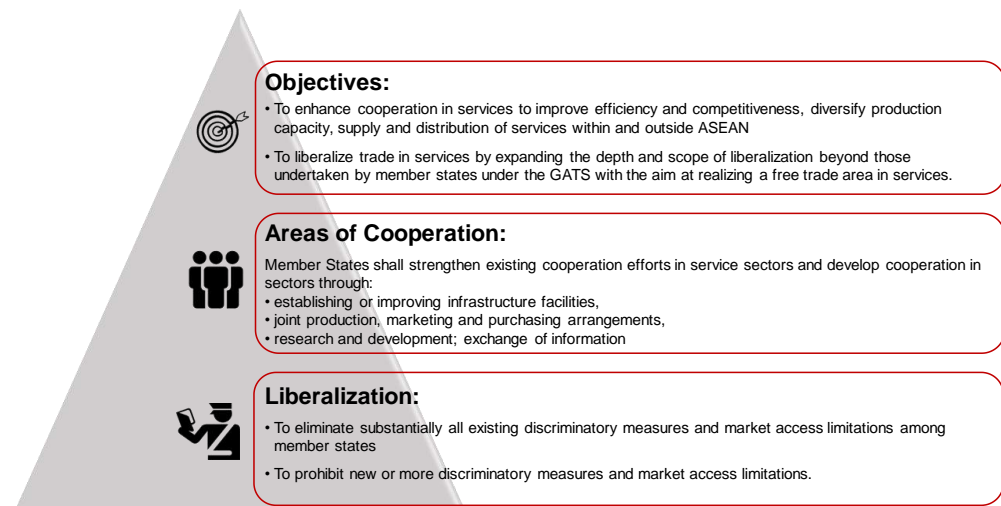 Objectives:
• To enhance cooperation in services to improve efficiency and competitiveness, diversify production
capacity, supply and distribution of services within and outside ASEAN
• To liberalize trade in services by expanding the depth and scope of liberalization beyond those
undertaken by member states under the GATS with the aim at realizing a free trade area in services.
Areas of Cooperation:
Member States shall strengthen existing cooperation efforts in service sectors and develop cooperation in
sectors through:
• establishing or improving infrastructure facilities,
• joint production, marketing and purchasing arrangements,
• research and development; exchange of information
Liberalization:
• To eliminate substantially all existing discriminatory measures and market access limitations among
member states
• To prohibit new or more discriminatory measures and market access limitations.